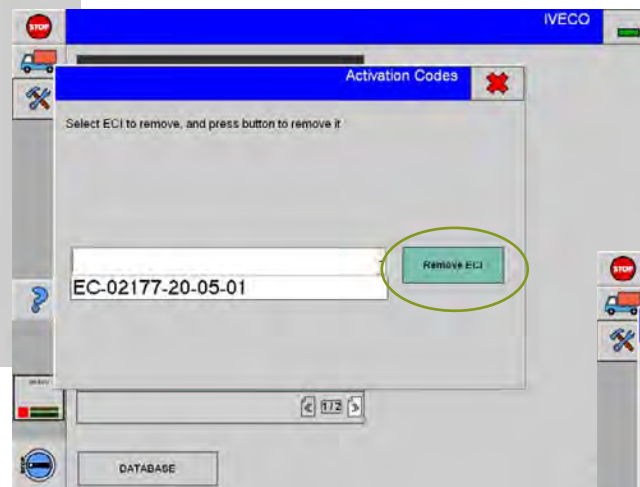 STOP
IVECO
Activation Codes
Select ECI to remove, and press button to remove it
Remove ECI
EC-02177-20-05-01
STOP
1/2
DATABASE